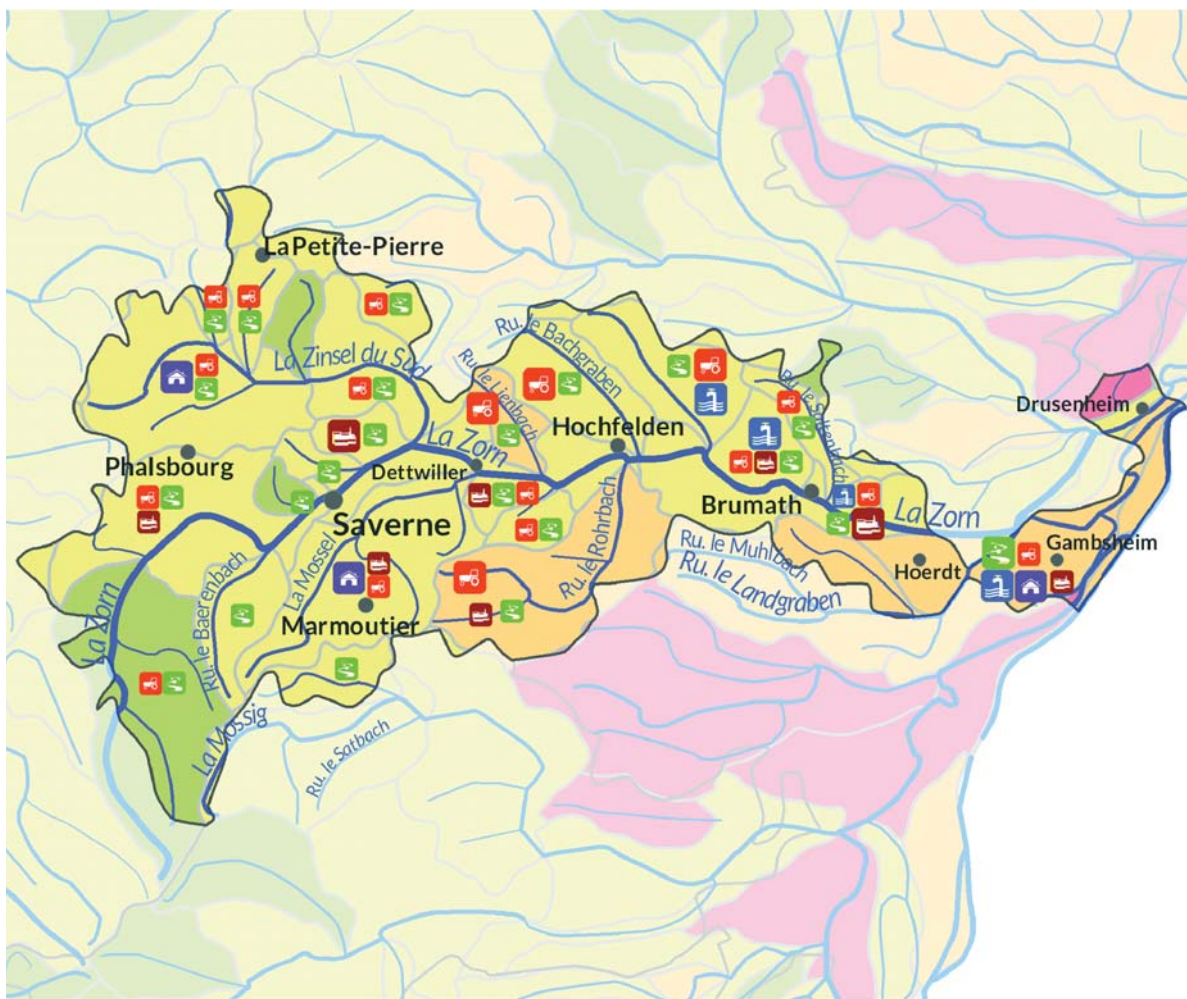 La Petite-Pierre
La Zinsel du Sud
Ru. le Bachgraben
Ru. le Lienbach
Drusenheim
Hochfelden
La Zorn
Phalsbourg
Dettwiller
Brumath
Saverne
La Zorn
Ru. le Rohrbach
Ru. le Muhlbach
Gambsheim
La Mossel
Hoerdt
Ru. le Landgraben
Ru. le Baerenbach
Marmoutier
La Zorn
La Mossig
Ru. le Satbach